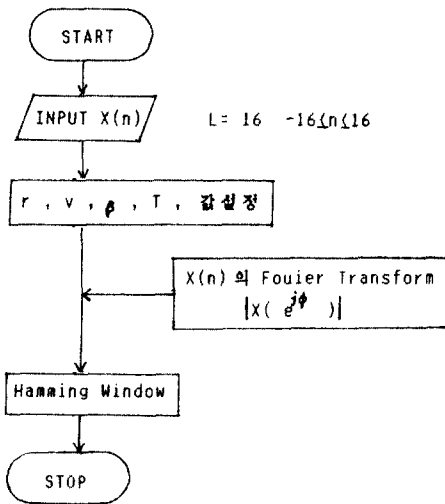 START
INPUT X(n)
L= 16 -16≤n≤16
r , v , β , T , 값설정
X(n) 의 Fouier Transform
|X( e^jφ )|
Hamming Window
STOP